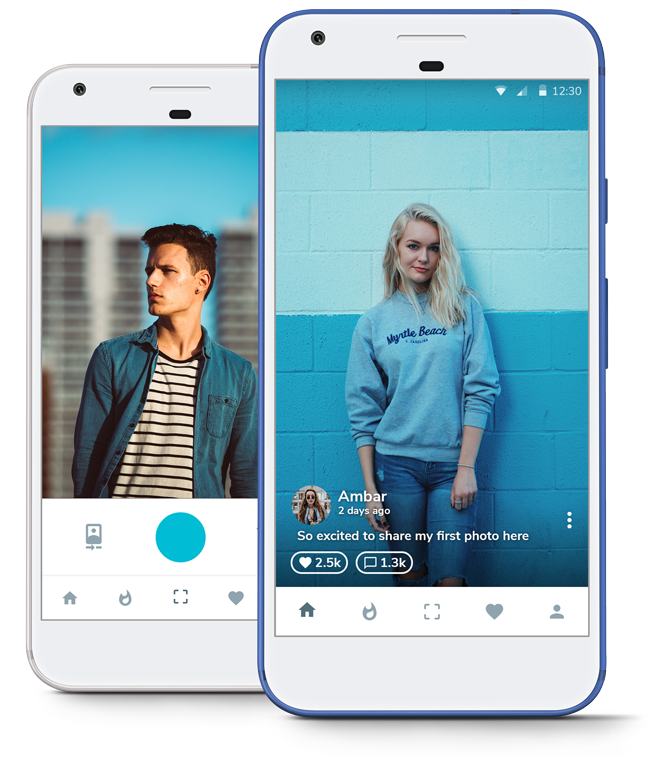 12:30
Myrtle Beach
S. CAROLINA
Ambar
2 days ago
So excited to share my first photo here
2.5k
1.3k